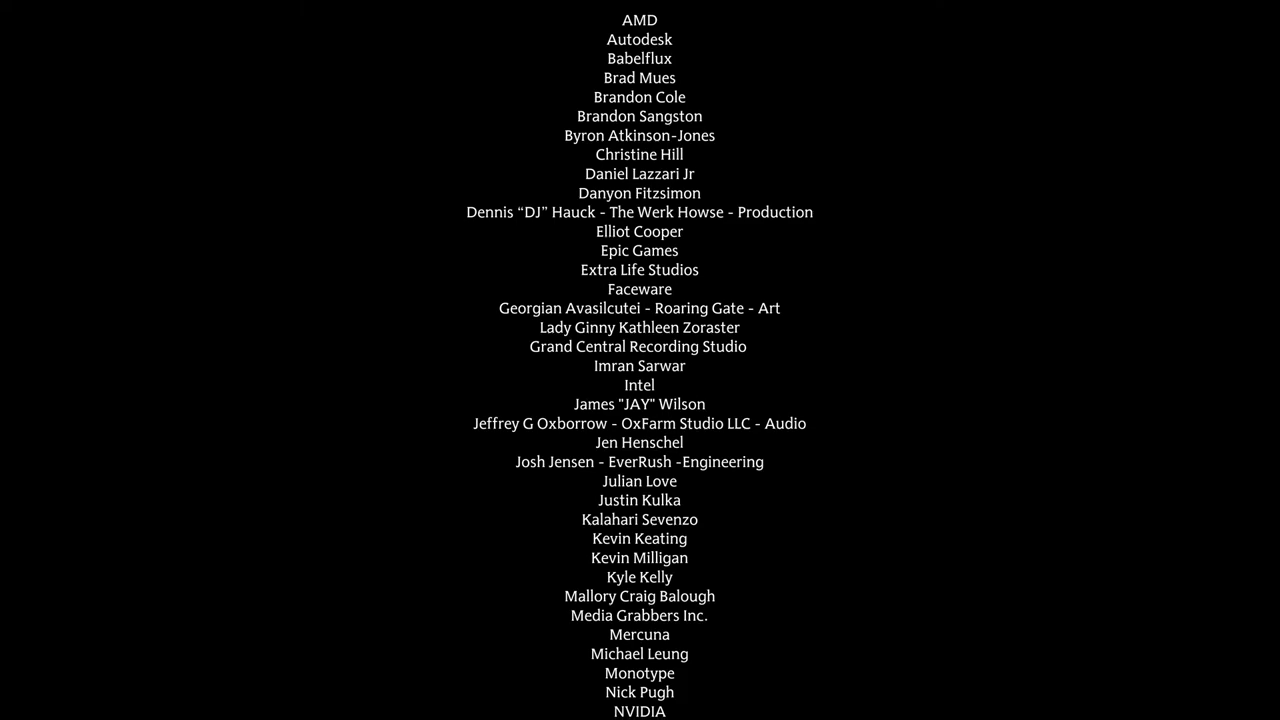 AMD
Autodesk
Babelflux
Brad Mues
Brandon Cole
Brandon Sangston
Byron Atkinson-Jones
Christine Hill
Daniel Lazzari Jr
Danyon Fitzsimon
Dennis “DJ” Hauck - The Werk Howse - Production
Elliot Cooper
Epic Games
Extra Life Studios
Faceware
Georgian Avasilcutei - Roaring Gate - Art
Lady Ginny Kathleen Zoraster
Grand Central Recording Studio
Imran Sarwar
Intel
James "JAY" Wilson
Jeffrey G Oxborrow - OxFarm Studio LLC - Audio
Jen Henschel
Josh Jensen - EverRush -Engineering
Julian Love
Justin Kulka
Kalahari Sevenzo
Kevin Keating
Kevin Milligan
Kyle Kelly
Mallory Craig Balough
Media Grabbers Inc.
Mercuna
Michael Leung
Monotype
Nick Pugh
NVIDIA